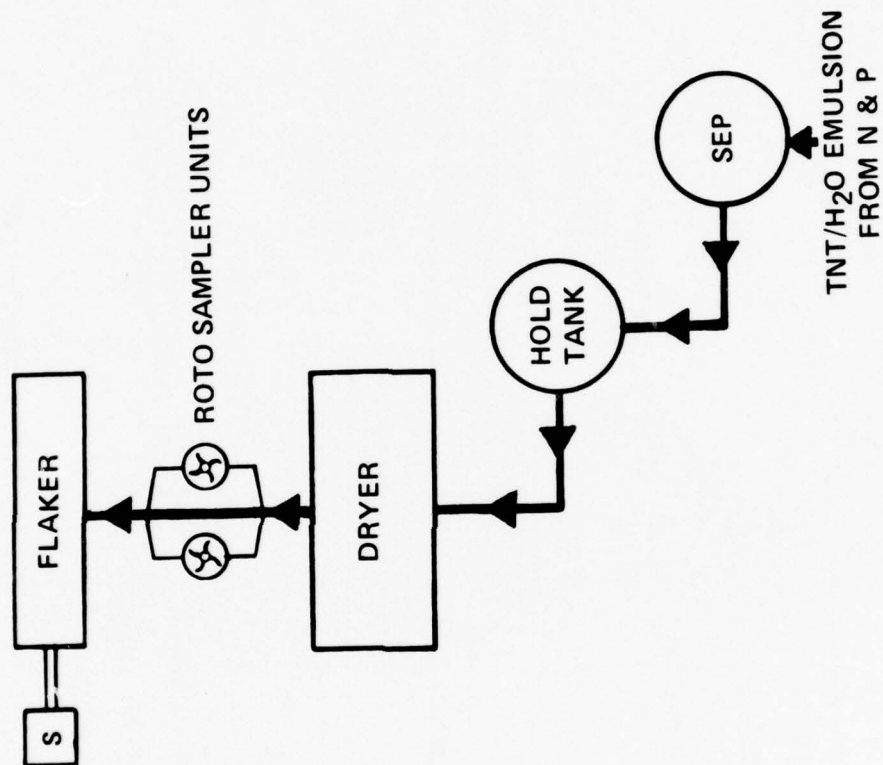 S
FLAKER
ROTO SAMPLER UNITS
DRYER
HOLD
TANK
SEP
TNT/H₂O EMULSION
FROM N & P